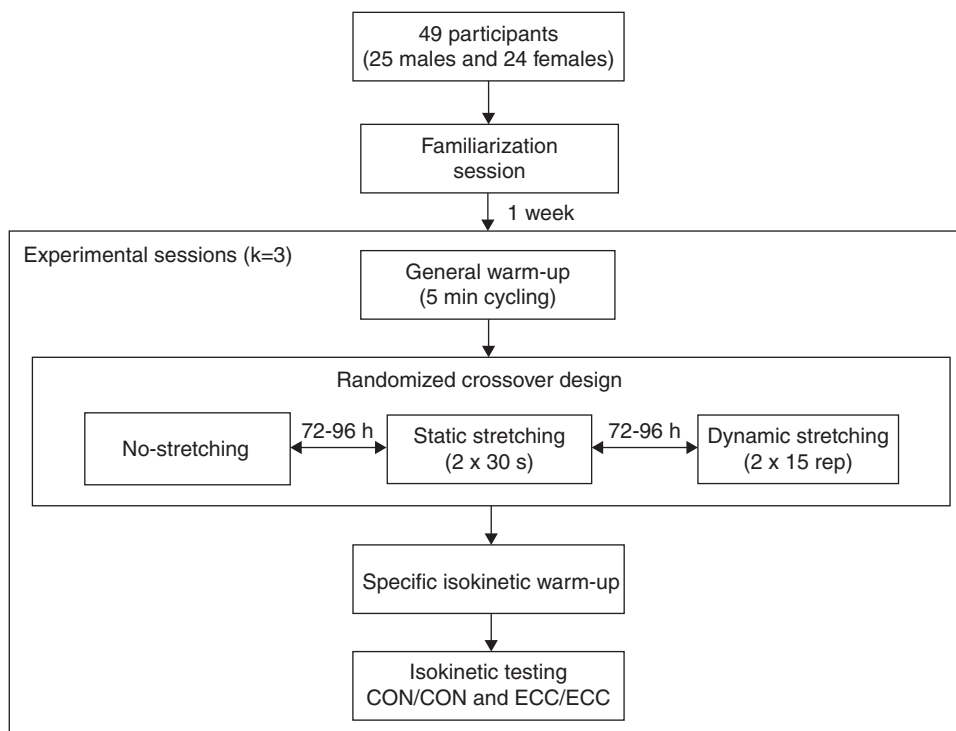 49 participants
(25 males and 24 females)
Familiarization
session
1 week
Experimental sessions (k=3)
General warm-up
(5 min cycling)
Randomized crossover design
No-stretching
72-96 h
Static stretching
(2 x 30 s)
72-96 h
Dynamic stretching
(2 x 15 rep)
Specific isokinetic warm-up
Isokinetic testing
CON/CON and ECC/ECC